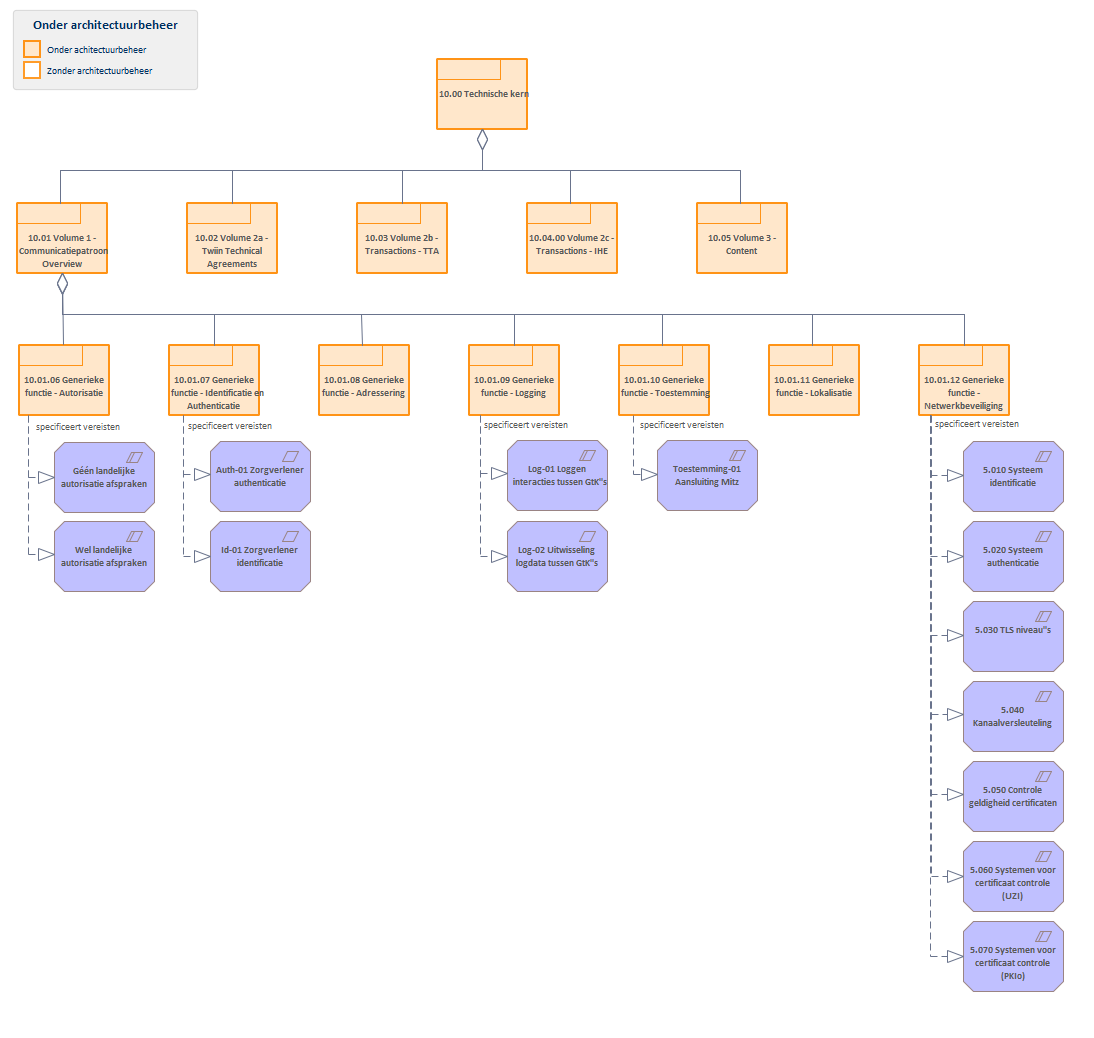 Onder architectuurbeheer
Onder achitectuurbeheer
Zonder architectuurbeheer
10.00 Technische kern
10.01 Volume 1 -
Communicatiepatroon
Overview
10.02 Volume 2a -
Twiin Technical
Agreements
10.03 Volume 2b -
Transactions - TTA
10.04.00 Volume 2c -
Transactions - IHE
10.05 Volume 3 -
Content
10.01.06 Generieke
functie - Autorisatie
10.01.07 Generieke
functie - Identificatie en
Authenticatie
10.01.08 Generieke
functie - Adressering
10.01.09 Generieke
functie - Logging
10.01.10 Generieke
functie - Toestemming
10.01.11 Generieke
functie - Lokalisatie
10.01.12 Generieke
functie -
Netwerkbeveiliging
specificeert vereisten
specificeert vereisten
specificeert vereisten
specificeert vereisten
specificeert vereisten
Géén landelijke
autorisatie afspraken
Wel landelijke
autorisatie afspraken
Auth-01 Zorgverlener
authenticatie
Id-01 Zorgverlener
identificatie
Log-01 Loggen
interacties tussen GtK"s
Log-02 Uitwisseling
logdata tussen GtK"s
Toestemming-01
Aansluiting Mitz
5.010 Systeem
identificatie
5.020 Systeem
authenticatie
5.030 TLS niveau"s
5.040
Kanaalversleuteling
5.050 Controle
geldigheid certificaten
5.060 Systemen voor
certificaat controle
(UZI)
5.070 Systemen voor
certificaat controle
(PKIo)